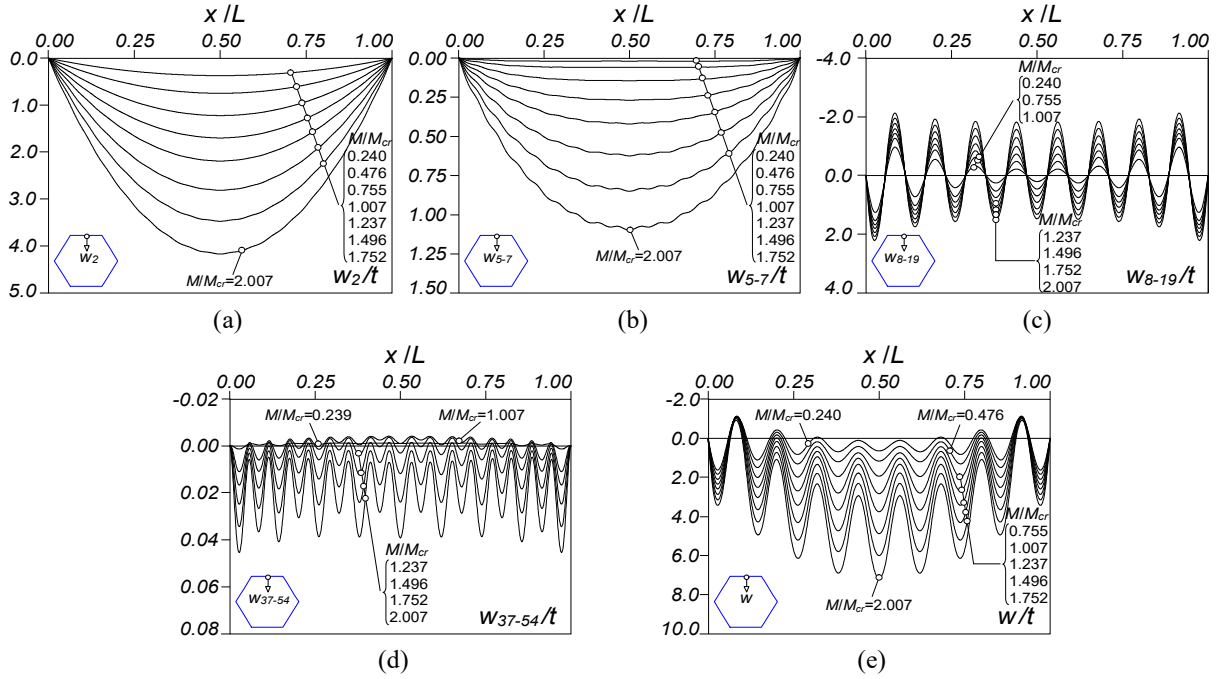 x /L
0.00 0.25 0.50 0.75 1.00
0.0
1.0
2.0
3.0
4.0
5.0
M/Mcr
0.240
0.476
0.755
1.007
1.237
1.496
1.752
w2
M/Mcr=2.007
w2/t
(a)
x /L
0.00 0.25 0.50 0.75 1.00
0.0
0.25
0.50
0.75
1.00
1.25
1.50
M/Mcr
0.240
0.476
0.755
1.007
1.237
1.496
1.752
w5-7
M/Mcr=2.007
w5-7/t
(b)
x /L
0.00 0.25 0.50 0.75 1.00
-4.0
-2.0
0.0
2.0
4.0
M/Mcr
0.240
0.755
1.007
M/Mcr
1.237
1.496
1.752
2.007
w8-19
w8-19/t
(c)
x /L
0.00 0.25 0.50 0.75 1.00
-0.02
0.00
0.02
0.04
0.06
0.08
M/Mcr=0.239
M/Mcr=1.007
M/Mcr
1.237
1.496
1.752
2.007
w37-54
w37-54/t
(d)
x /L
0.00 0.25 0.50 0.75 1.00
-2.0
0.0
2.0
4.0
6.0
8.0
10.0
M/Mcr=0.240
M/Mcr=0.476
M/Mcr
0.755
1.007
1.237
1.496
1.752
w
M/Mcr=2.007
w/t
(e)